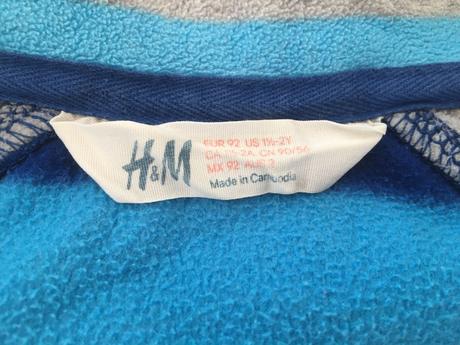 H&M
EUR 92 US 1½-2Y
CA 1½-2A, CN 90/56
MX 92 AUS 2
Made in Cambodia